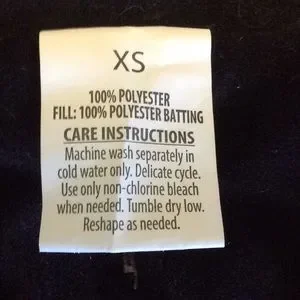 XS
100% POLYESTER
FILL: 100% POLYESTER BATTING
CARE INSTRUCTIONS
Machine wash separately in
cold water only. Delicate cycle.
Use only non-chlorine bleach
when needed. Tumble dry low.
Reshape as needed.